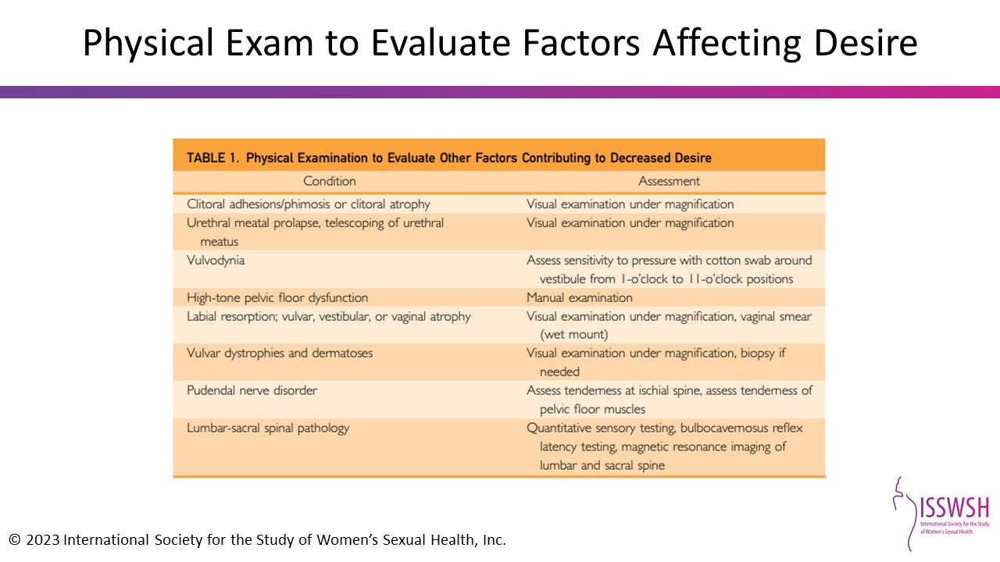 Physical Exam to Evaluate Factors Affecting Desire
TABLE 1. Physical Examination to Evaluate Other Factors Contributing to Decreased Desire
Condition Assessment
Clitoral adhesions/phimosis or clitoral atrophy Visual examination under magnification
Urethral meatal prolapse, telescoping of urethral Visual examination under magnification
meatus
Vulvodynia Assess sensitivity to pressure with cotton swab around
vestibule from 1-o'clock to 11-o'clock positions
High-tone pelvic floor dysfunction Manual examination
Labial resorption; vulvar, vestibular, or vaginal atrophy Visual examination under magnification, vaginal smear
(wet mount)
Vulvar dystrophies and dermatoses Visual examination under magnification, biopsy if
needed
Pudendal nerve disorder Assess tenderness at ischial spine, assess tenderness of
pelvic floor muscles
Lumbar-sacral spinal pathology Quantitative sensory testing, bulbocavernosus reflex
latency testing, magnetic resonance imaging of
lumbar and sacral spine
ISSWSH
International Society for the Study
of Women's Sexual Health
© 2023 International Society for the Study of Women's Sexual Health, Inc.